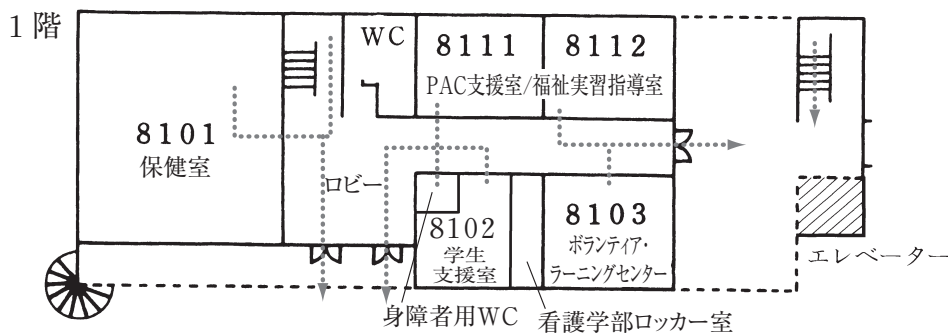 1階
WC
8111
8112
PAC支援室/福祉実習指導室
8101
保健室
ロビー
8102
学生
支援室
8103
ボランティア・
ラーニングセンター
エレベーター
身障者用WC
看護学部ロッカー室